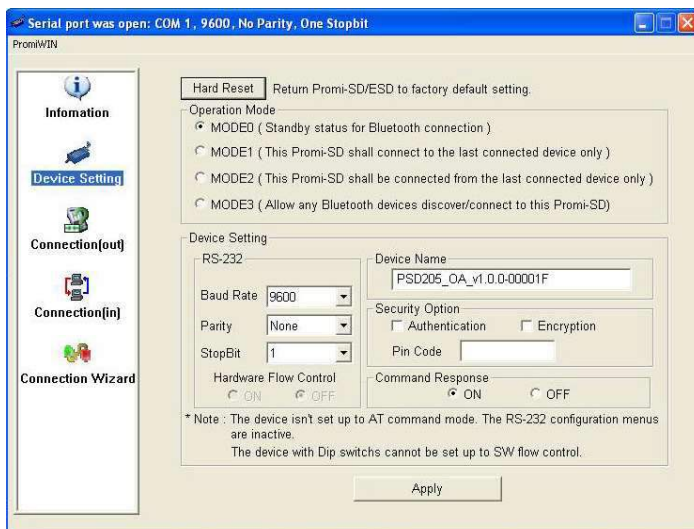 Serial port was open: COM 1, 9600, No Parity, One Stopbit
PromiWIN
Infomation
Device Setting
Connection(out)
Connection(in)
Connection Wizard
Hard Reset Return Promi-SD/ESD to factory default setting.
Operation Mode
MODE0 ( Standby status for Bluetooth connection )
MODE1 ( This Promi-SD shall connect to the last connected device only )
MODE2 ( This Promi-SD shall be connected from the last connected device only )
MODE3 ( Allow any Bluetooth devices discover/connect to this Promi-SD)
Device Setting
RS-232
Baud Rate 9600
Parity None
StopBit 1
Hardware Flow Control
ON OFF
Device Name
PSD205_OA_v1.0.0-00001F
Security Option
Authentication Encryption
Pin Code
Command Response
ON OFF
* Note : The device isn't set up to AT command mode. The RS-232 configuration menus
are inactive.
The device with Dip switchs cannot be set up to SW flow control.
Apply